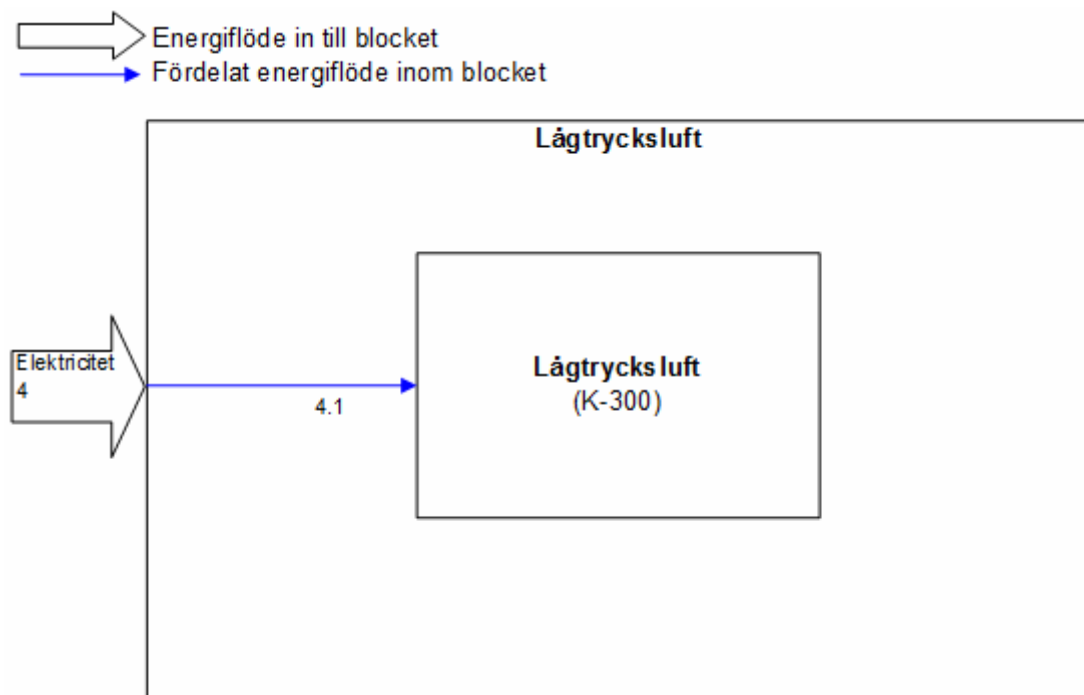 Energiflöde in till blocket
Fördelat energiflöde inom blocket
Lågtrycksluft
Elektricitet
4
4.1
Lågtrycksluft
(K-300)